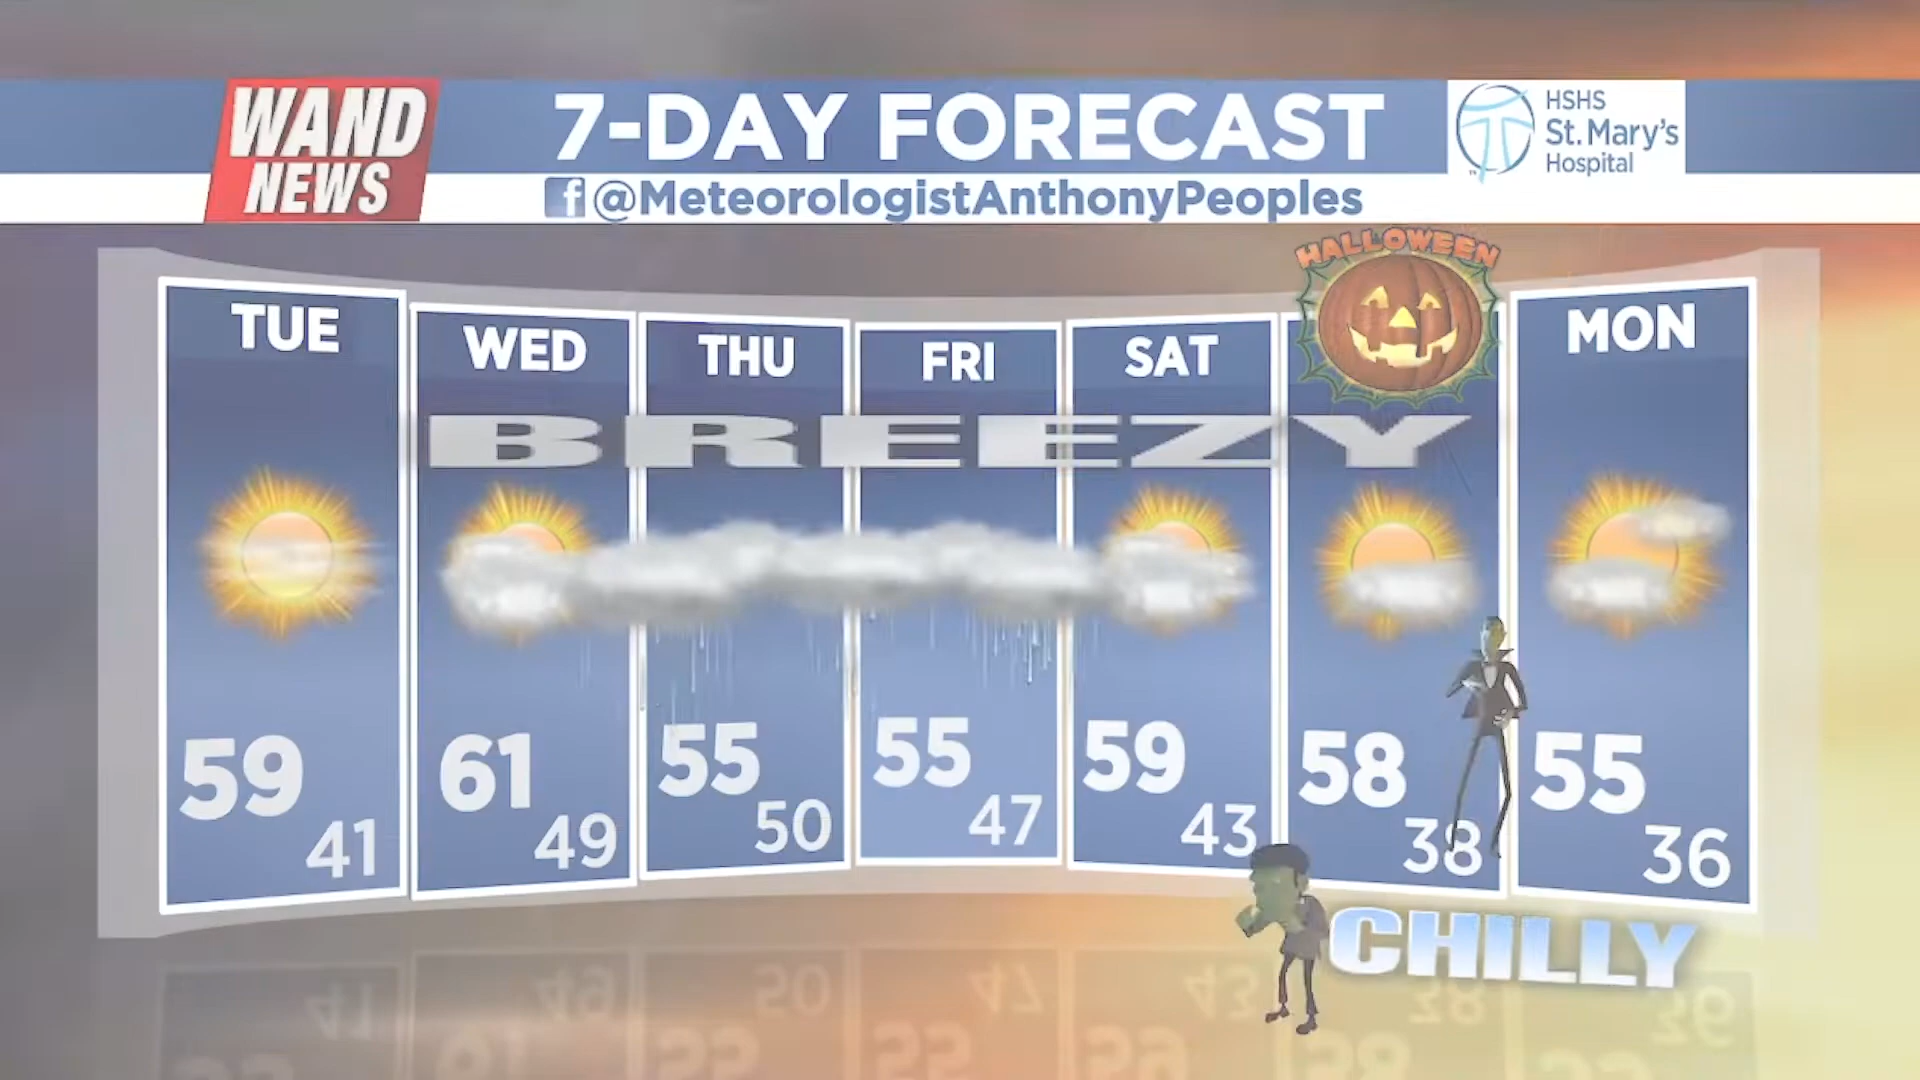 WAND
NEWS
7-DAY FORECAST
HSHS
St. Mary's
Hospital
f @MeteorologistAnthonyPeoples
HALLOWEEN
TUE
WED
THU
FRI
SAT
MON
BREEZY
59
61
55
55
59
58
55
41
49
50
47
43
38
36
CHILLY